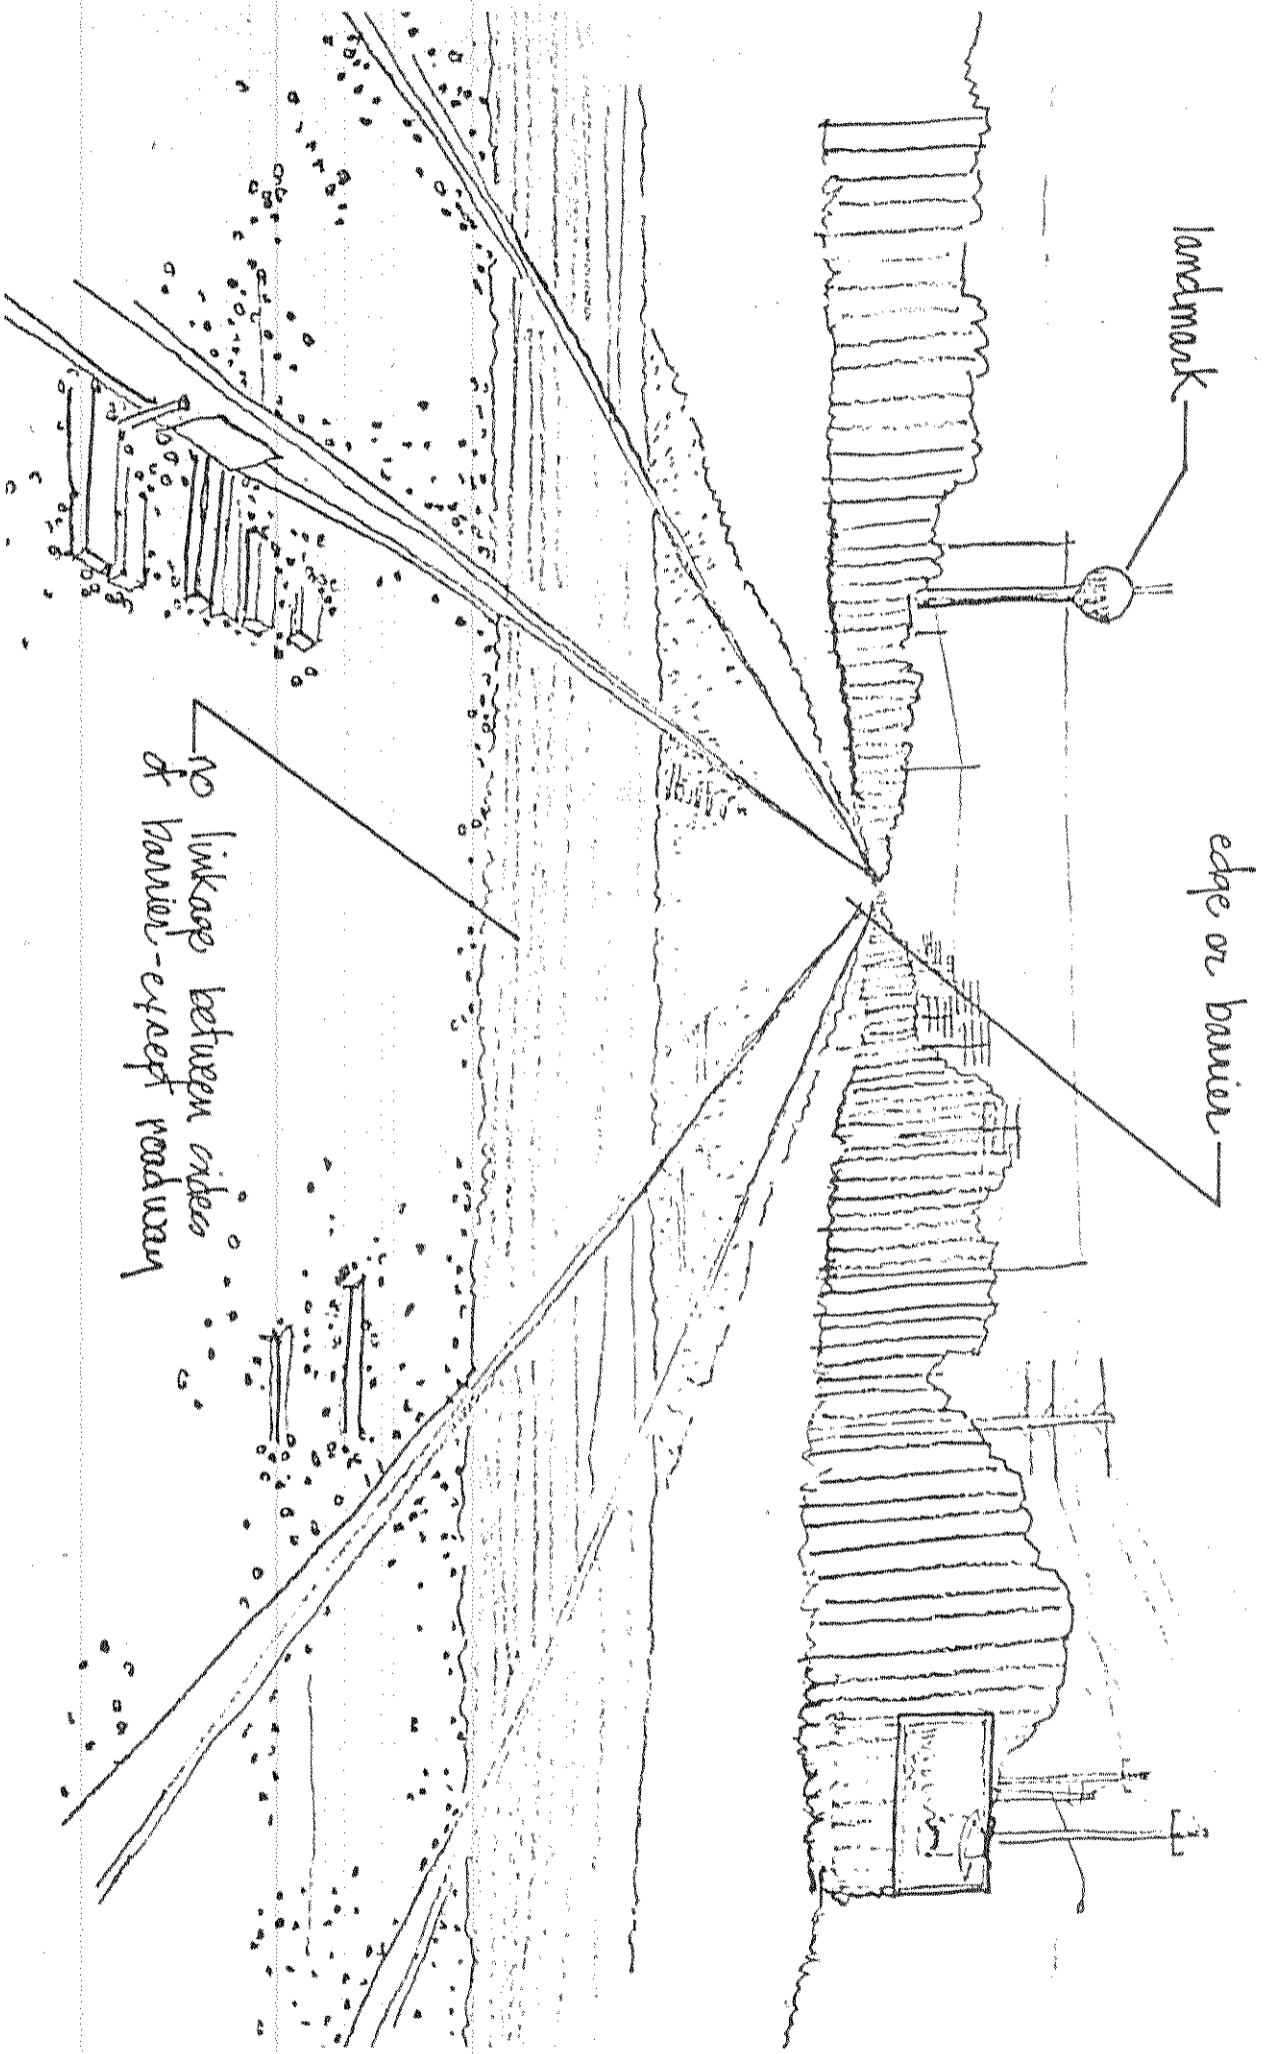 landmark
edge or barrier
no linkage between sides
of barrier - except roadway